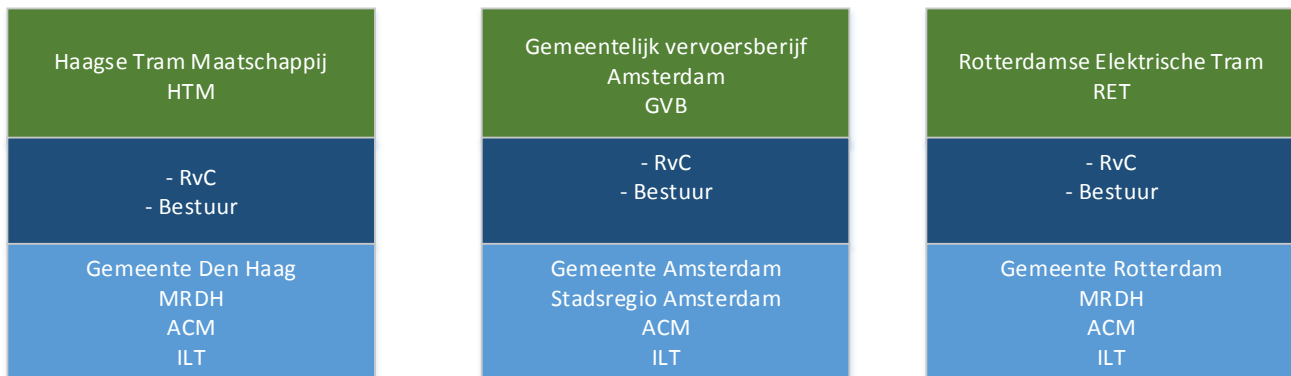 Haagse Tram Maatschappij
HTM
- RvC
- Bestuur
Gemeente Den Haag
MRDH
ACM
ILT
Gemeentelijk vervoersberijf
Amsterdam
GVB
- RvC
- Bestuur
Gemeente Amsterdam
Stadsregio Amsterdam
ACM
ILT
Rotterdamse Elektrische Tram
RET
- RvC
- Bestuur
Gemeente Rotterdam
MRDH
ACM
ILT